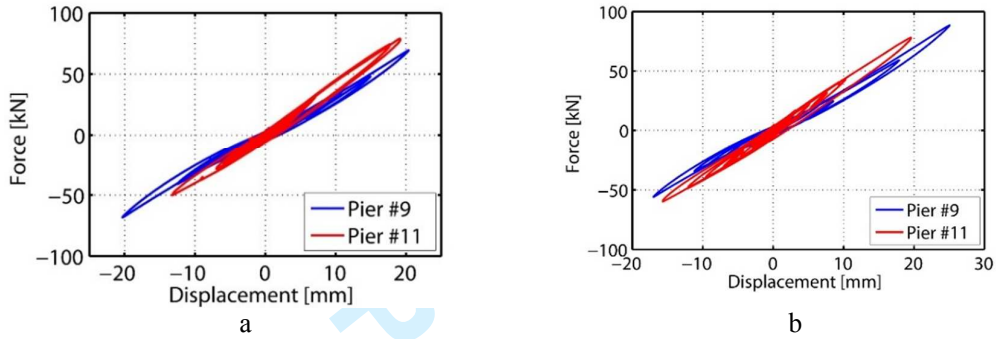 100
50
0
−50
−100
Force [kN]
−20 −10 0 10 20
Displacement [mm]
Pier #9
Pier #11
a
100
50
0
−50
−100
Force [kN]
−20 −10 0 10 20 30
Displacement [mm]
Pier #9
Pier #11
b